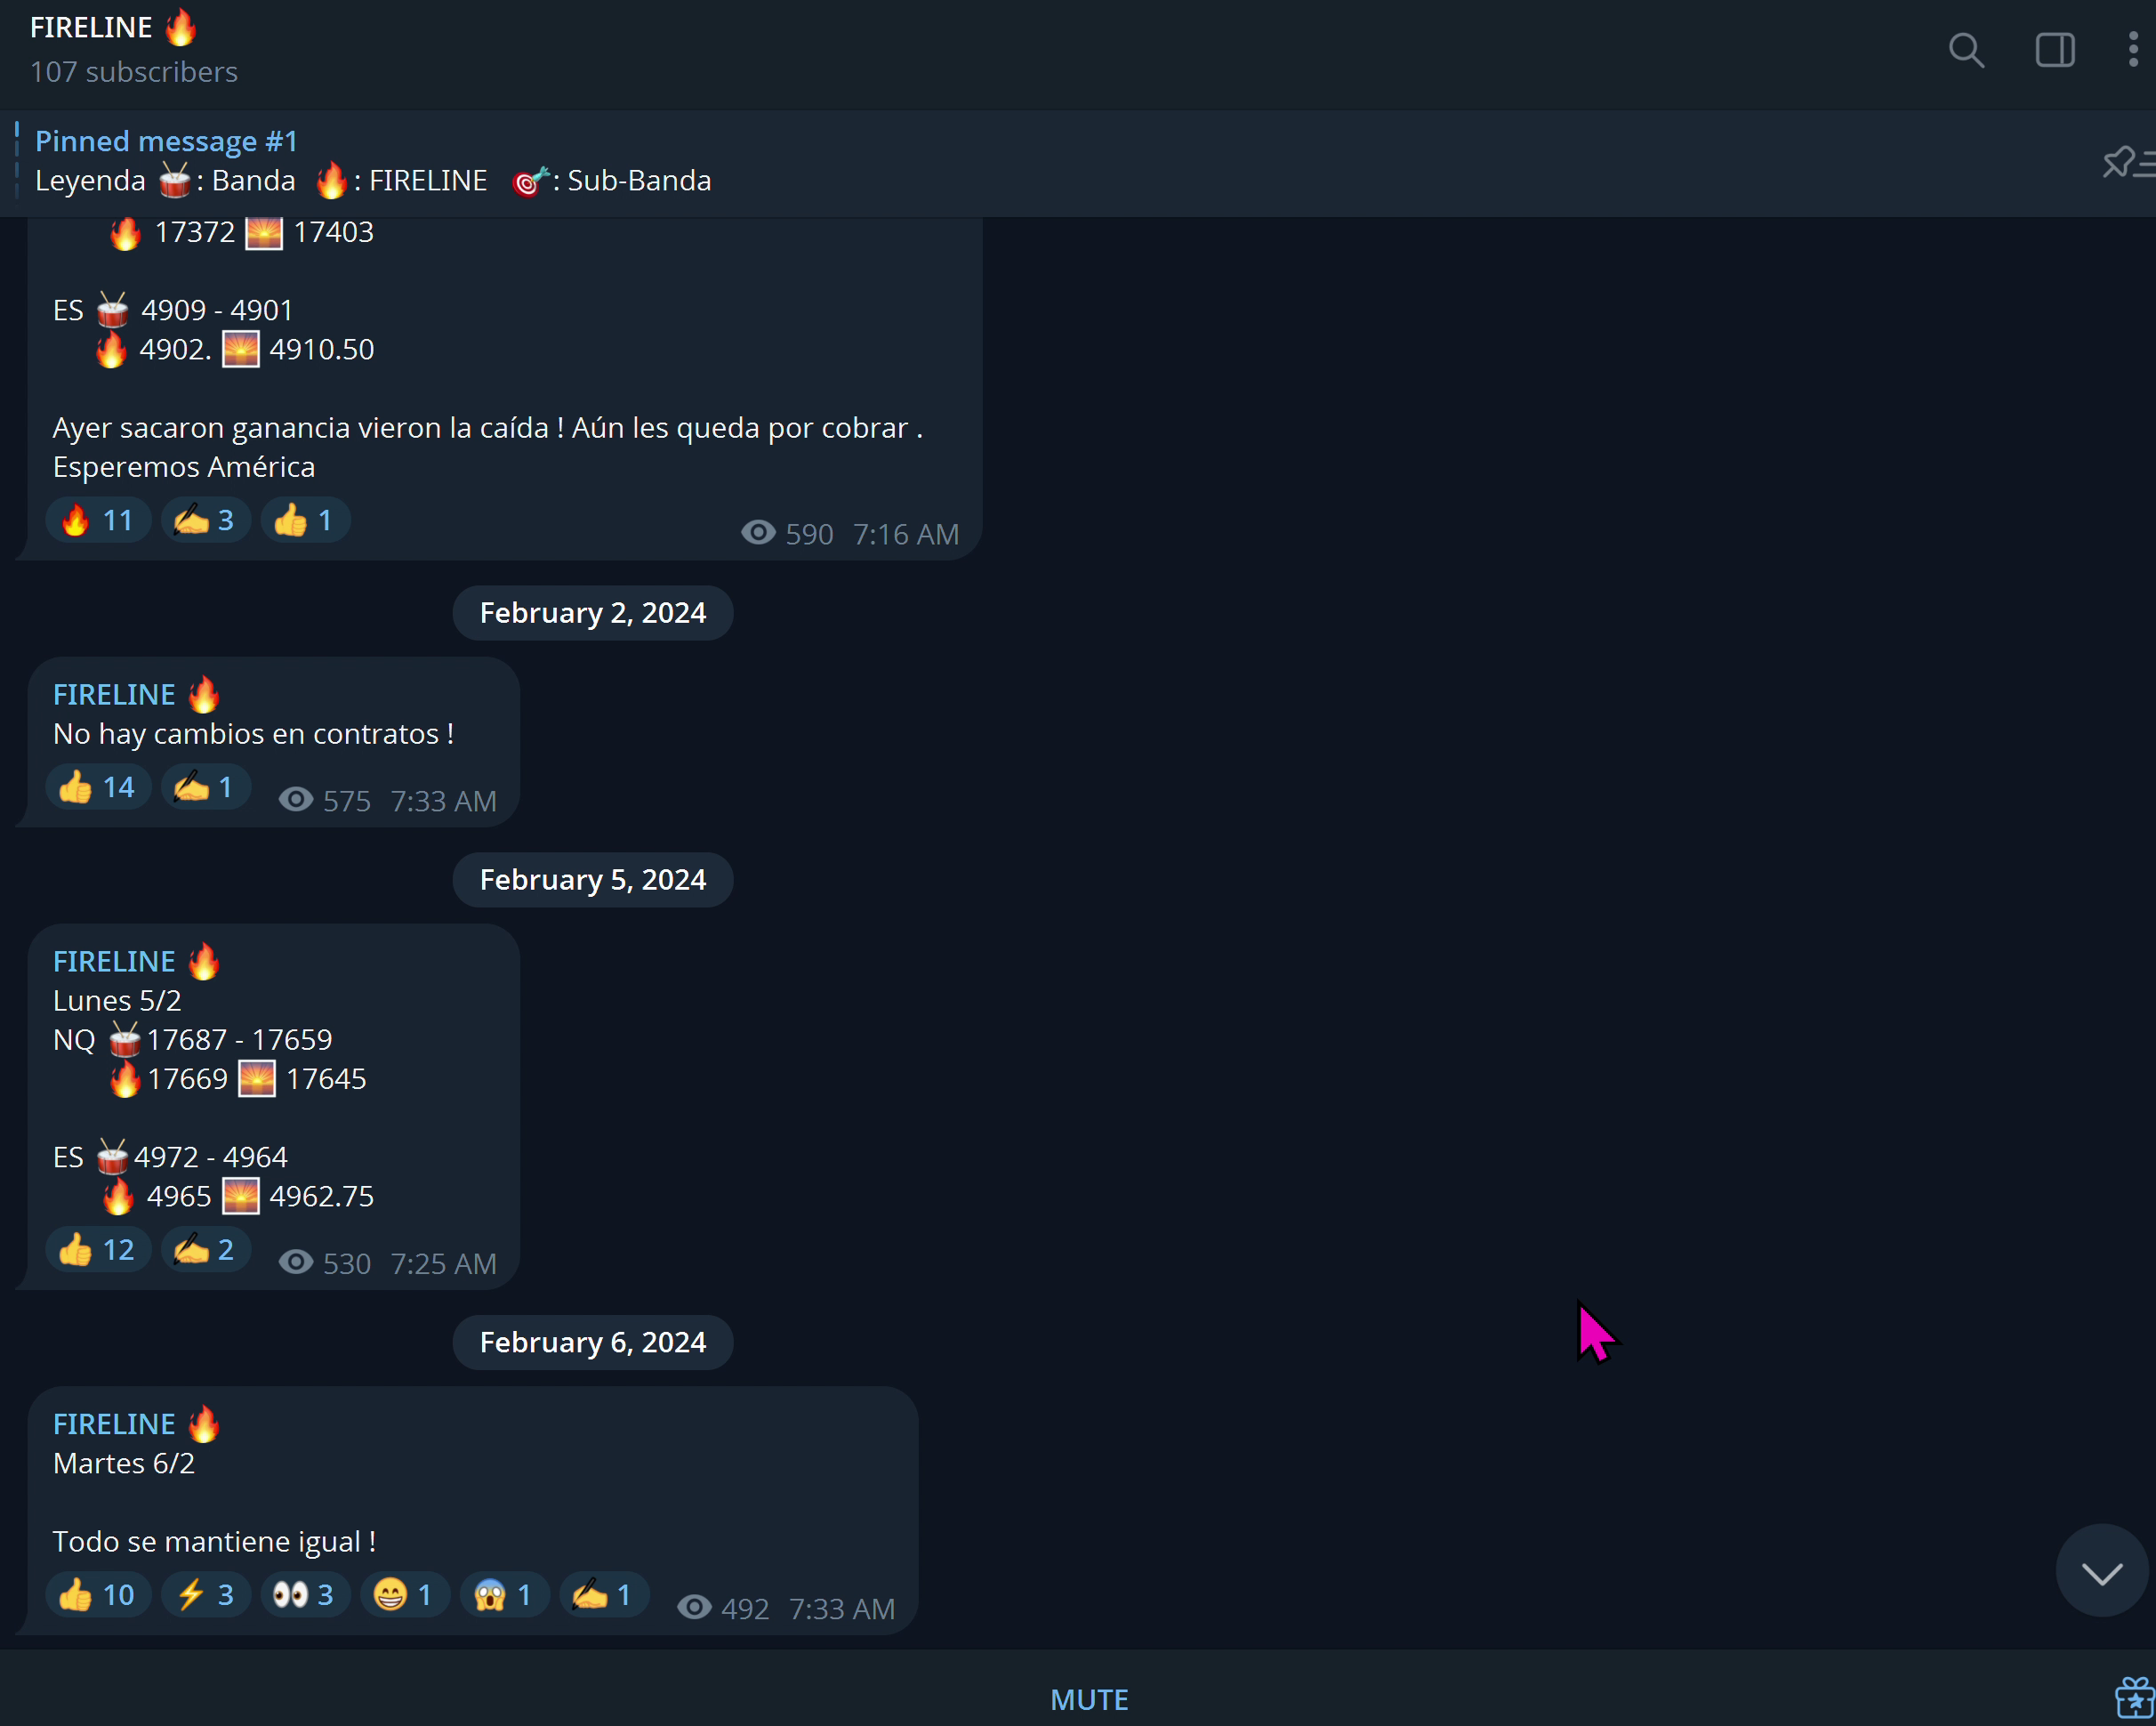 FIRELINE 🔥
107 subscribers
Pinned message #1
Leyenda 🥁: Banda 🔥: FIRELINE 🎯: Sub-Banda
🔥 17372 🌅 17403
ES 🥁 4909 - 4901
🔥 4902. 🌅 4910.50
Ayer sacaron ganancia vieron la caída ! Aún les queda por cobrar .
Esperemos América
🔥 11 ✍️ 3 👍 1 590 7:16 AM
February 2, 2024
FIRELINE 🔥
No hay cambios en contratos !
👍 14 ✍️ 1 575 7:33 AM
February 5, 2024
FIRELINE 🔥
Lunes 5/2
NQ 🥁17687 - 17659
🔥17669 🌅 17645
ES 🥁4972 - 4964
🔥 4965 🌅 4962.75
👍 12 ✍️ 2 530 7:25 AM
February 6, 2024
FIRELINE 🔥
Martes 6/2
Todo se mantiene igual !
👍 10 ⚡ 3 👀 3 😁 1 😱 1 ✍️ 1 492 7:33 AM
MUTE